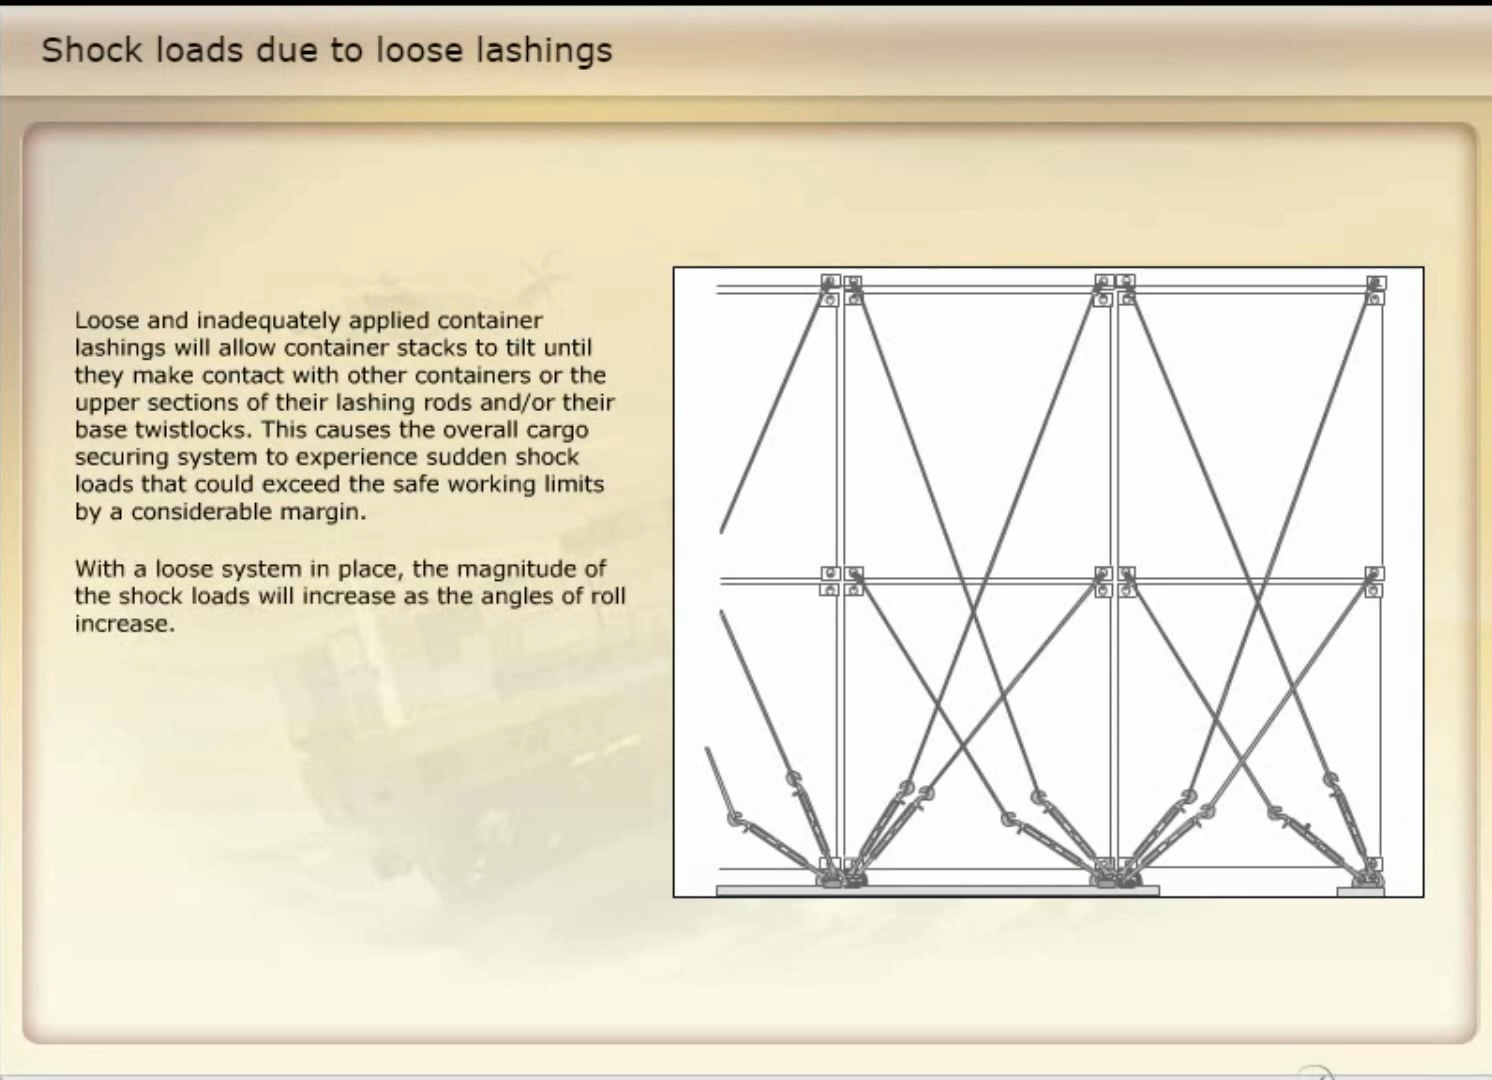 Shock loads due to loose lashings
Loose and inadequately applied container
lashings will allow container stacks to tilt until
they make contact with other containers or the
upper sections of their lashing rods and/or their
base twistlocks. This causes the overall cargo
securing system to experience sudden shock
loads that could exceed the safe working limits
by a considerable margin.
With a loose system in place, the magnitude of
the shock loads will increase as the angles of roll
increase.